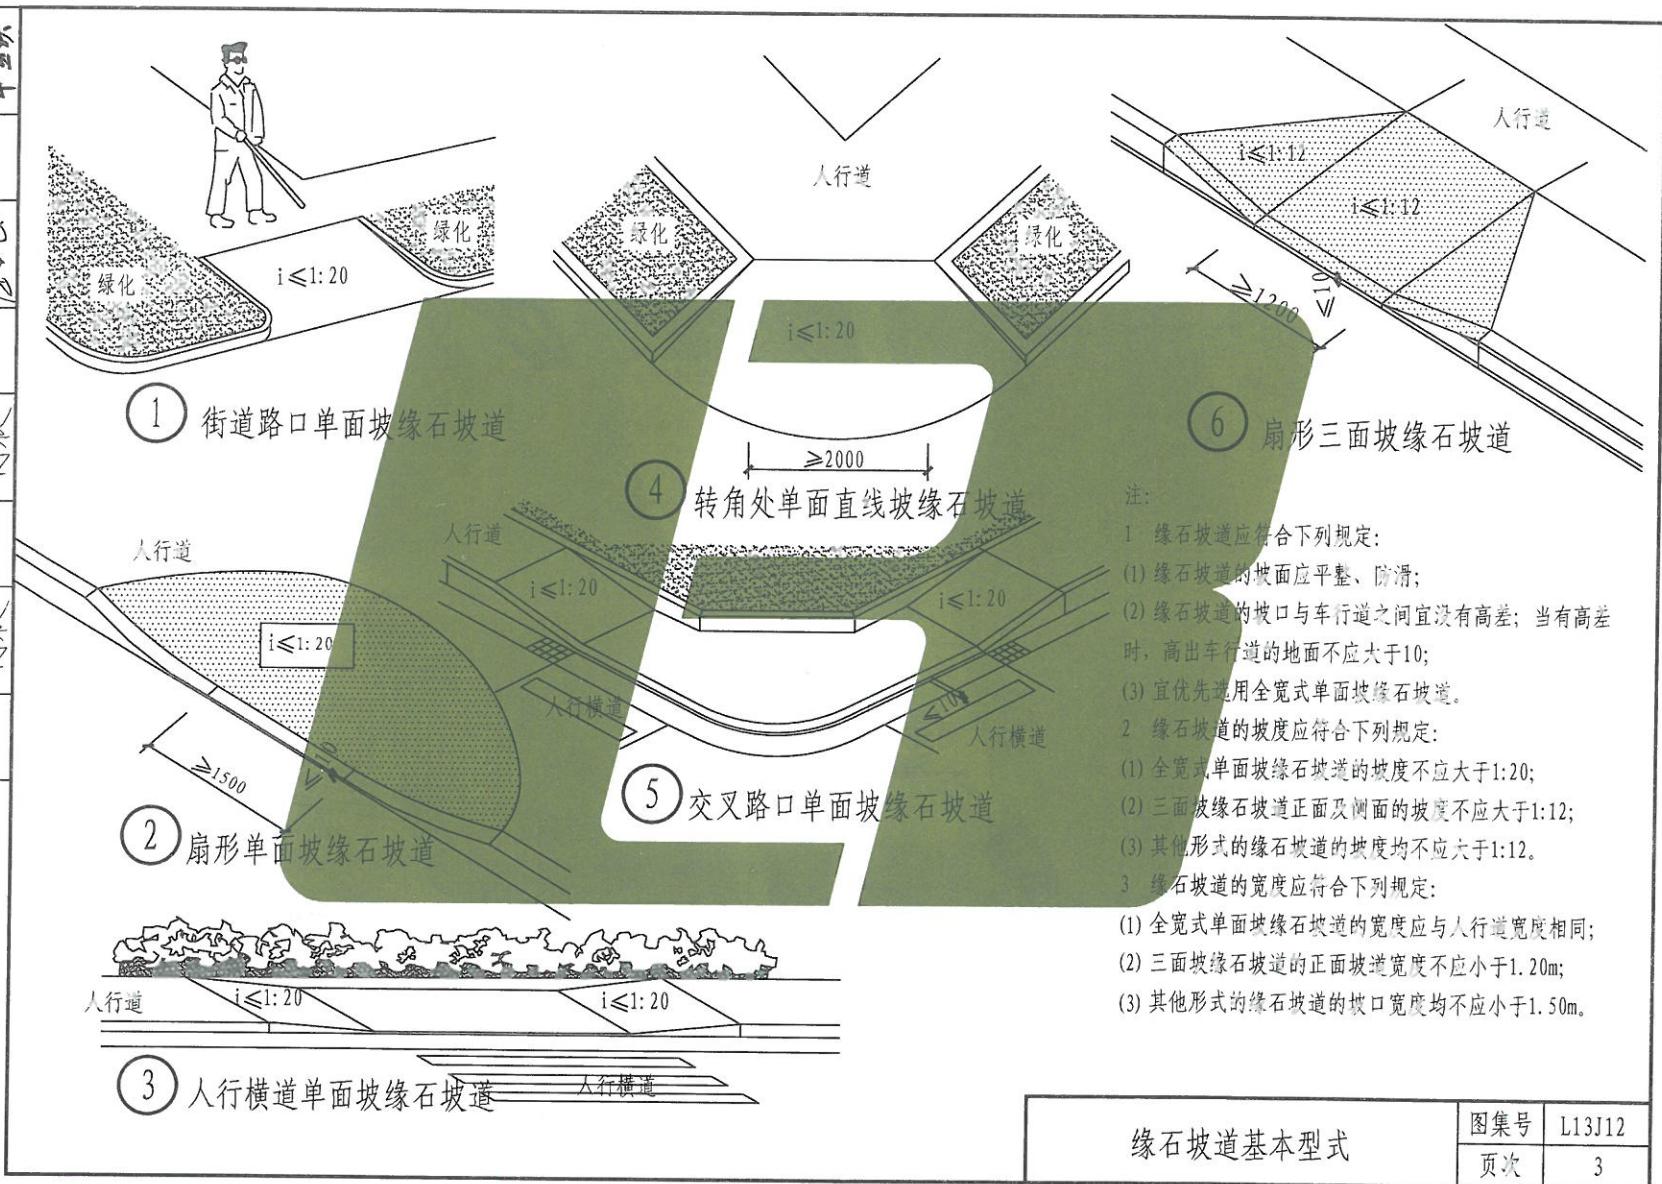 绿化
绿化
i≤1:20
① 街道路口单面坡缘石坡道
人行道
绿化
绿化
i≤1:20
≥2000
④ 转角处单面直线坡缘石坡道
人行道
i≤1:12
i≤1:12
≥1200
≤10
⑥ 扇形三面坡缘石坡道
人行道
i≤1:20
≥1500
≤10
② 扇形单面坡缘石坡道
人行道
i≤1:20
i≤1:20
人行横道
≤10
人行横道
⑤ 交叉路口单面坡缘石坡道
人行道
i≤1:20
i≤1:20
人行横道
③ 人行横道单面坡缘石坡道
注:
1 缘石坡道应符合下列规定:
(1) 缘石坡道的坡面应平整、防滑;
(2) 缘石坡道的坡口与车行道之间宜没有高差; 当有高差
时, 高出车行道的地面不应大于10;
(3) 宜优先选用全宽式单面坡缘石坡道。
2 缘石坡道的坡度应符合下列规定:
(1) 全宽式单面坡缘石坡道的坡度不应大于1:20;
(2) 三面坡缘石坡道正面及侧面的坡度不应大于1:12;
(3) 其他形式的缘石坡道的坡度均不应大于1:12。
3 缘石坡道的宽度应符合下列规定:
(1) 全宽式单面坡缘石坡道的宽度应与人行道宽度相同;
(2) 三面坡缘石坡道的正面坡道宽度不应小于1.20m;
(3) 其他形式的缘石坡道的坡口宽度均不应小于1.50m。
缘石坡道基本型式
图集号 L13J12
页次 3